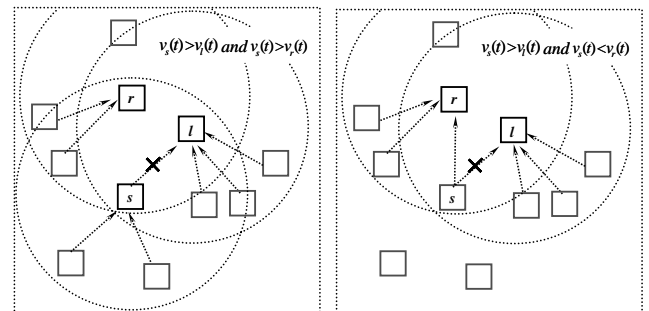 vs(t)>vl(t) and vs(t)>vr(t)
r
l
s
vs(t)>vl(t) and vs(t)<vr(t)
r
l
s